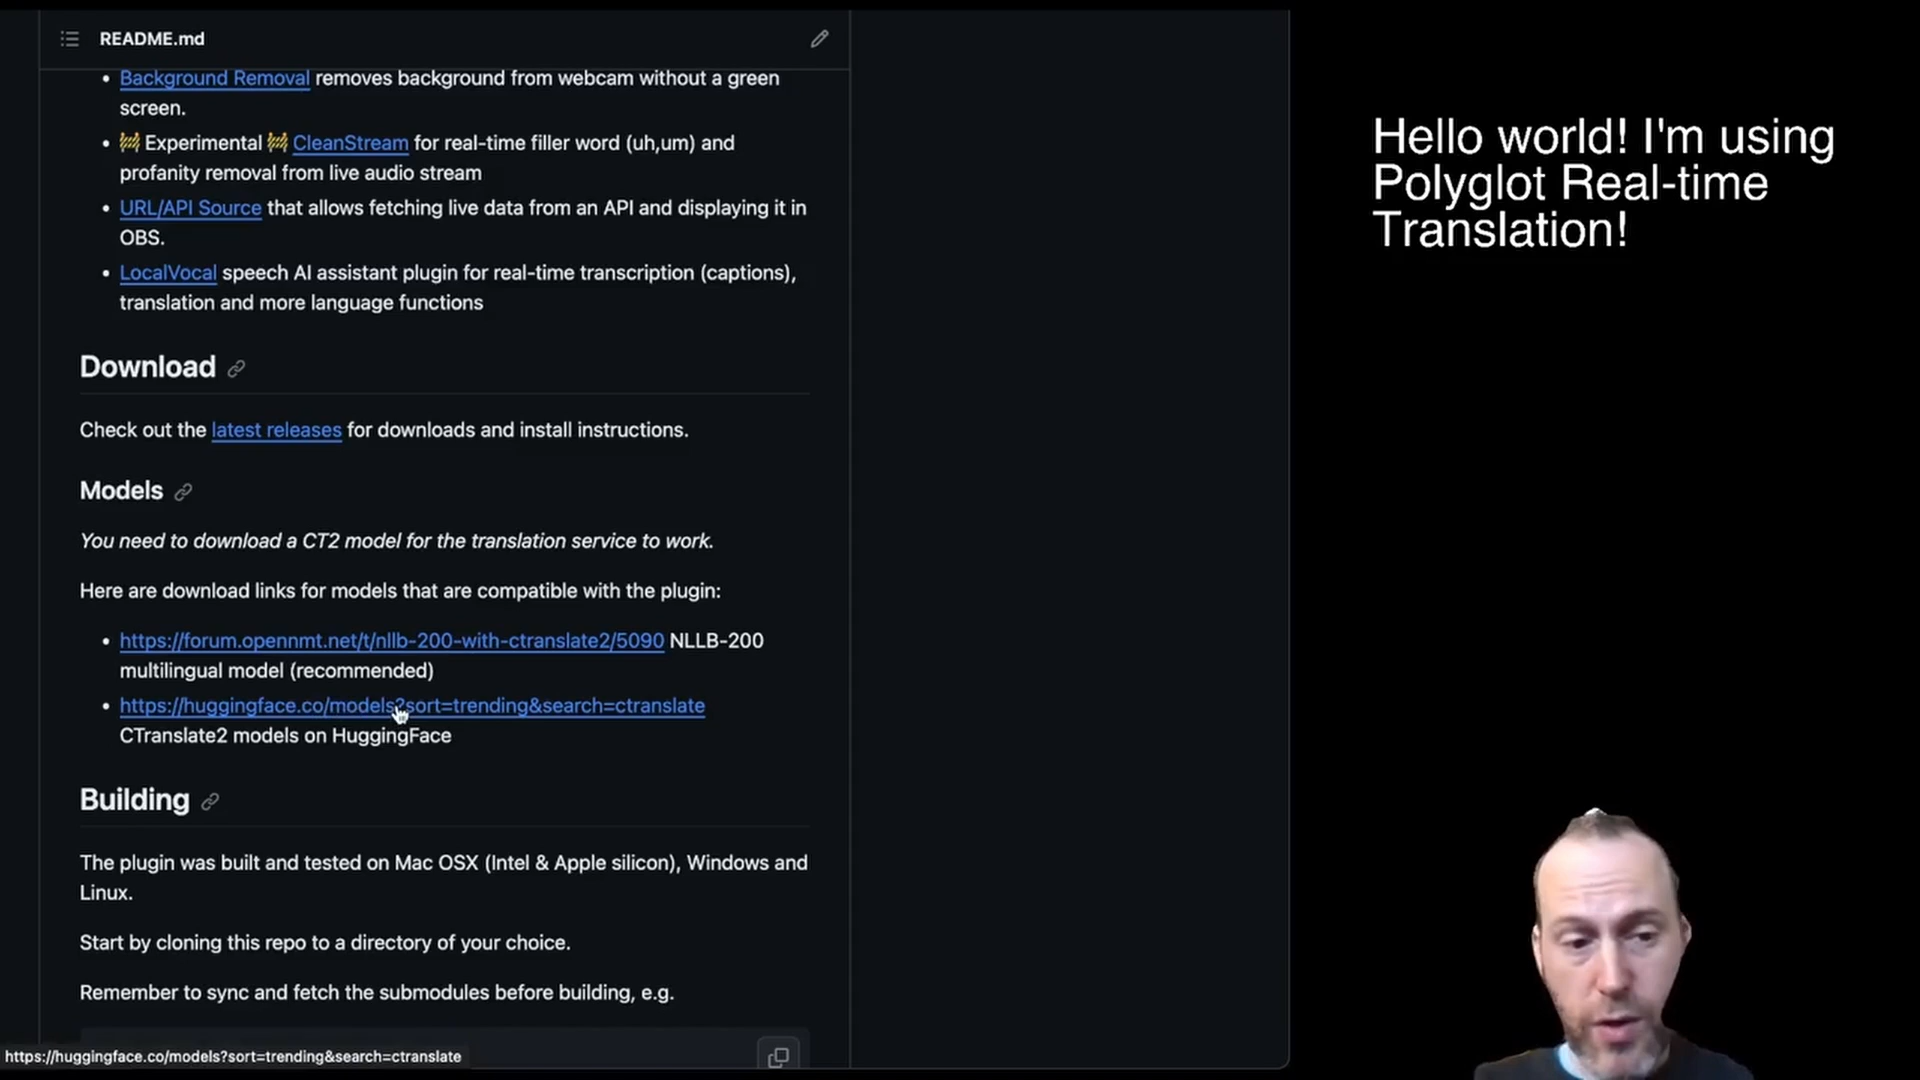 README.md
Background Removal removes background from webcam without a green
screen.
🚧 Experimental 🚧 CleanStream for real-time filler word (uh,um) and
profanity removal from live audio stream
URL/API Source that allows fetching live data from an API and displaying it in
OBS.
LocalVocal speech AI assistant plugin for real-time transcription (captions),
translation and more language functions
Download
Check out the latest releases for downloads and install instructions.
Models
You need to download a CT2 model for the translation service to work.
Here are download links for models that are compatible with the plugin:
https://forum.opennmt.net/t/nllb-200-with-ctranslate2/5090 NLLB-200
multilingual model (recommended)
https://huggingface.co/models?sort=trending&search=ctranslate
CTranslate2 models on HuggingFace
Building
The plugin was built and tested on Mac OSX (Intel & Apple silicon), Windows and
Linux.
Start by cloning this repo to a directory of your choice.
Remember to sync and fetch the submodules before building, e.g.
https://huggingface.co/models?sort=trending&search=ctranslate
Hello world! I'm using
Polyglot Real-time
Translation!